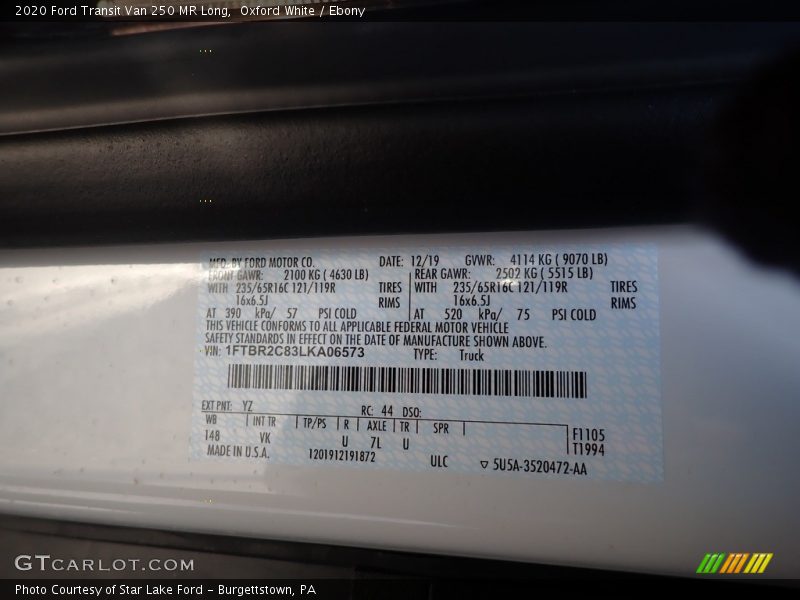 2020 Ford Transit Van 250 MR Long,  Oxford White / Ebony
MFD. BY FORD MOTOR CO. DATE: 12/19 GVWR: 4114 KG ( 9070 LB)
FRONT GAWR: 2100 KG ( 4630 LB) REAR GAWR: 2502 KG ( 5515 LB)
WITH 235/65R16C 121/119R TIRES WITH 235/65R16C 121/119R TIRES
16x6.5J RIMS 16x6.5J RIMS
AT 390 kPa/ 57 PSI COLD AT 520 kPa/ 75 PSI COLD
THIS VEHICLE CONFORMS TO ALL APPLICABLE FEDERAL MOTOR VEHICLE
SAFETY STANDARDS IN EFFECT ON THE DATE OF MANUFACTURE SHOWN ABOVE.
VIN: 1FTBR2C83LKA06573 TYPE: Truck
EXT PNT: YZ RC: 44 DSO:
WB INT TR TP/PS R AXLE TR SPR F1105
148 VK U 7L U T1994
MADE IN U.S.A. 1201912191872 ULC ▽ 5U5A-3520472-AA
GTCARLOT.COM
Photo Courtesy of Star Lake Ford - Burgettstown, PA